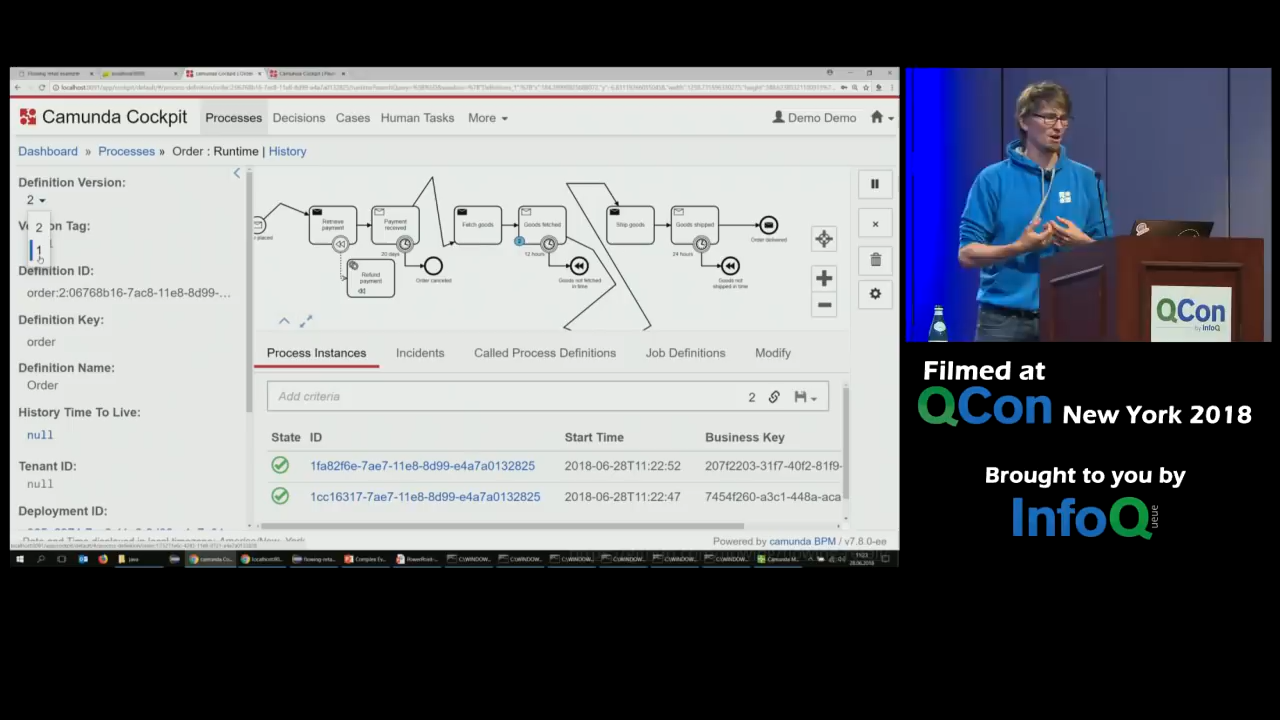 Camunda Cockpit
Processes
Decisions
Cases
Human Tasks
More
Demo Demo
Dashboard » Processes » Order : Runtime | History
Definition Version:
2
2
1
Definition ID:
order:2:06768b16-7ac8-11e8-8d99-...
Definition Key:
order
Definition Name:
Order
History Time To Live:
null
Tenant ID:
null
Deployment ID:
Retrieve payment
Payment received
20 days
Refund payment
Order canceled
Fetch goods
Goods fetched
12 hours
Goods not fetched in time
Ship goods
Goods shipped
24 hours
Goods not shipped in time
Order delivered
Process Instances
Incidents
Called Process Definitions
Job Definitions
Modify
Add criteria
2
State
ID
Start Time
Business Key
1fa82f6e-7ae7-11e8-8d99-e4a7a0132825
2018-06-28T11:22:52
207f2203-31f7-40f2-81f9-
1cc16317-7ae7-11e8-8d99-e4a7a0132825
2018-06-28T11:22:47
7454f260-a3c1-448a-aca
Powered by camunda BPM / v7.8.0-ee
QCon
by InfoQ
Filmed at
QCon New York 2018
Brought to you by
InfoQ